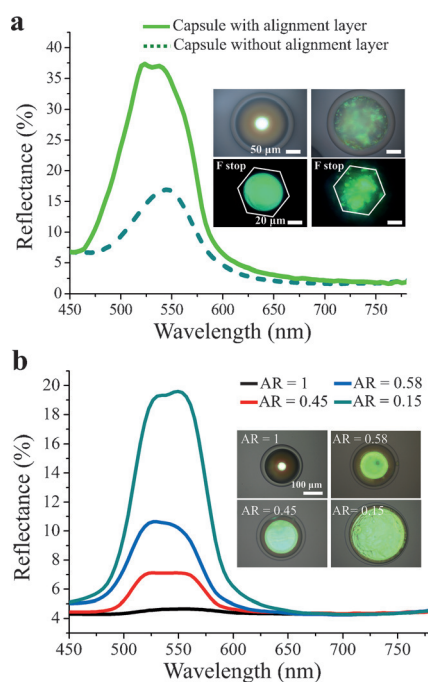 a
Capsule with alignment layer
Capsule without alignment layer
Reflectance (%)
40
35
30
25
20
15
10
5
0
50 µm
F stop
20 µm
F stop
450 500 550 600 650 700 750
Wavelength (nm)
b
AR = 1 AR = 0.58
AR = 0.45 AR = 0.15
Reflectance (%)
20
18
16
14
12
10
8
6
4
AR = 1
100 µm
0.58
0.45
AR= 0.15
450 500 550 600 650 700 750
Wavelength (nm)